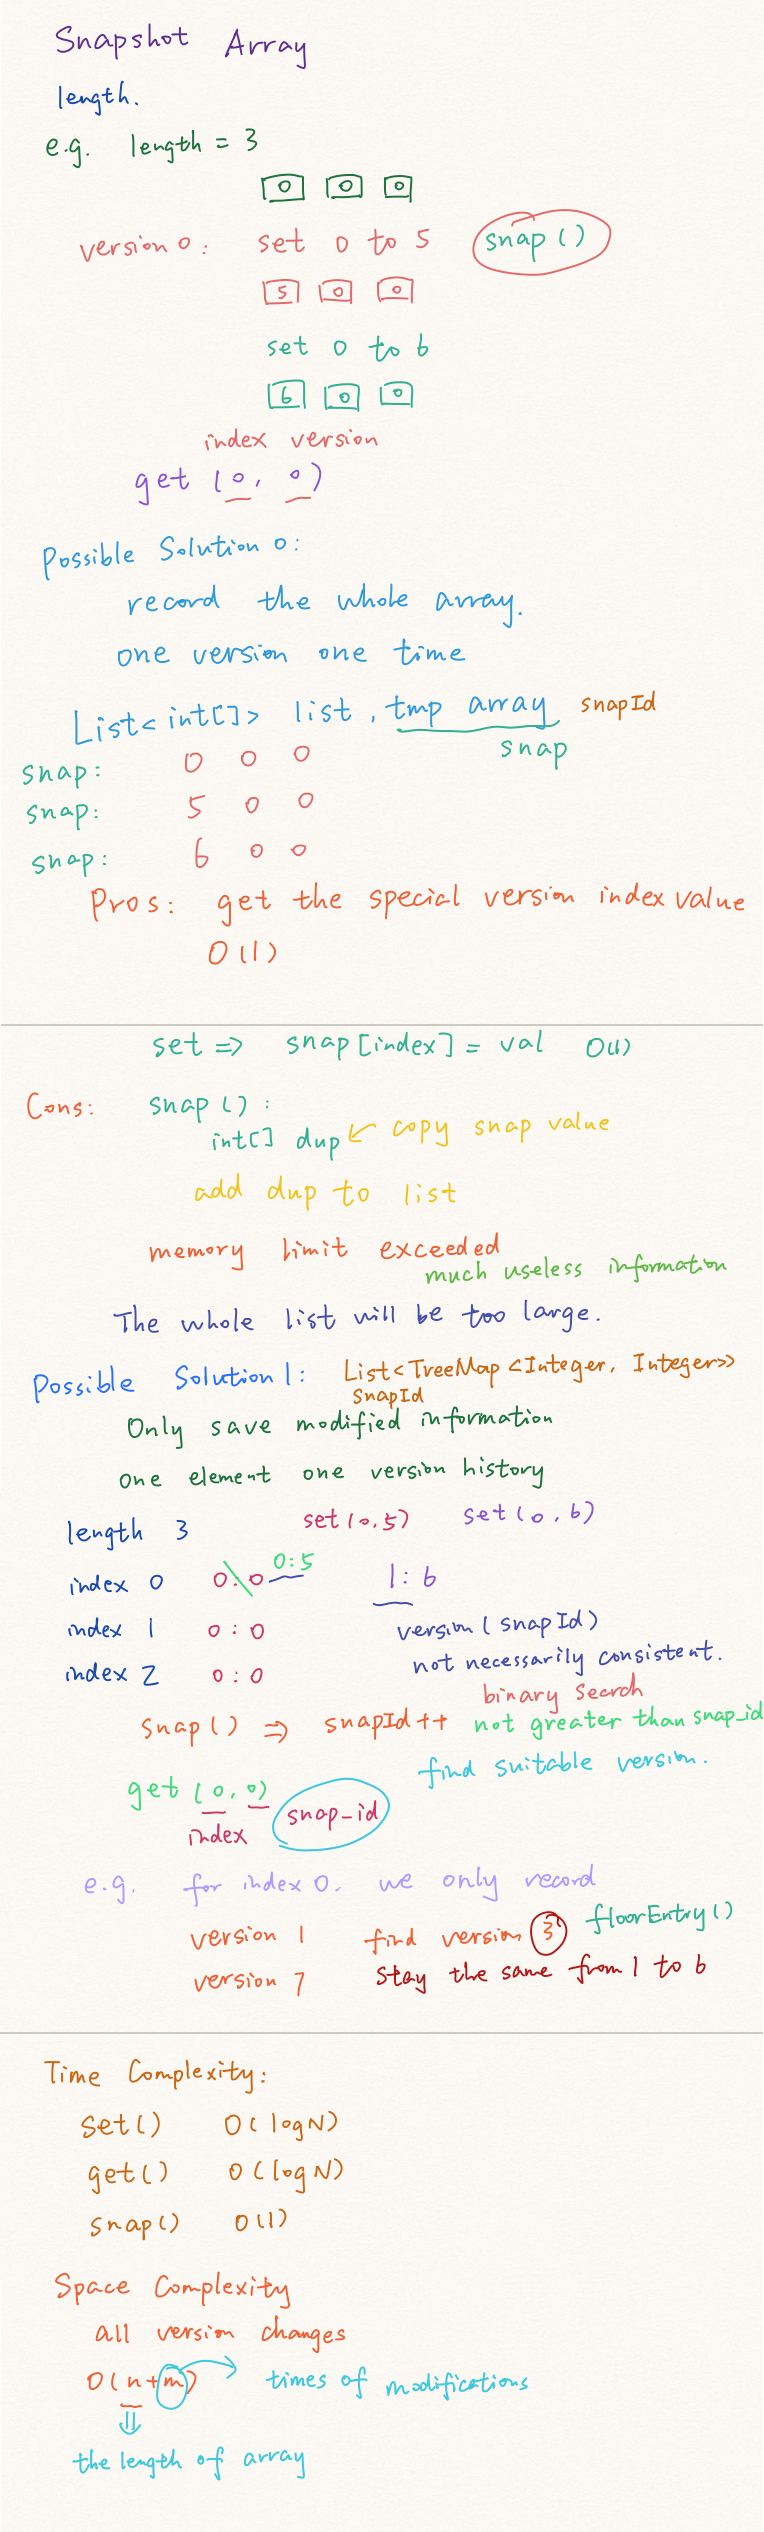 Snapshot Array
length.
e.g. length = 3
0 0 0
version 0: set 0 to 5 snap()
5 0 0
set 0 to 6
6 0 0
index version
get (0, 0)
Possible Solution 0:
record the whole array.
one version one time
List<int[]> list, tmp array snapId
snap
snap: 0 0 0
snap: 5 0 0
snap: 6 0 0
Pros: get the special version index value
O(1)
set => snap[index] = val O(1)
Cons: snap():
int[] dup ← copy snap value
add dup to list
memory limit exceeded
much useless information
The whole list will be too large.
Possible Solution 1: List<TreeMap<Integer, Integer>>
SnapId
Only save modified information
one element one version history
length 3 set(0,5) set(0,6)
index 0 0:0 0:5 1:6
index 1 0:0 version(snapId)
index 2 0:0 not necessarily consistent.
binary search
snap() => snapId++ not greater than snap_id
find suitable version.
get (0,0) snap_id
index
e.g. for index 0, we only record
version 1 find version 3 floorEntry()
version 7 stay the same from 1 to 6
Time Complexity:
set() O(logN)
get() O(logN)
snap() O(1)
Space Complexity
all version changes
O(n+m) → times of modifications
⇓
the length of array